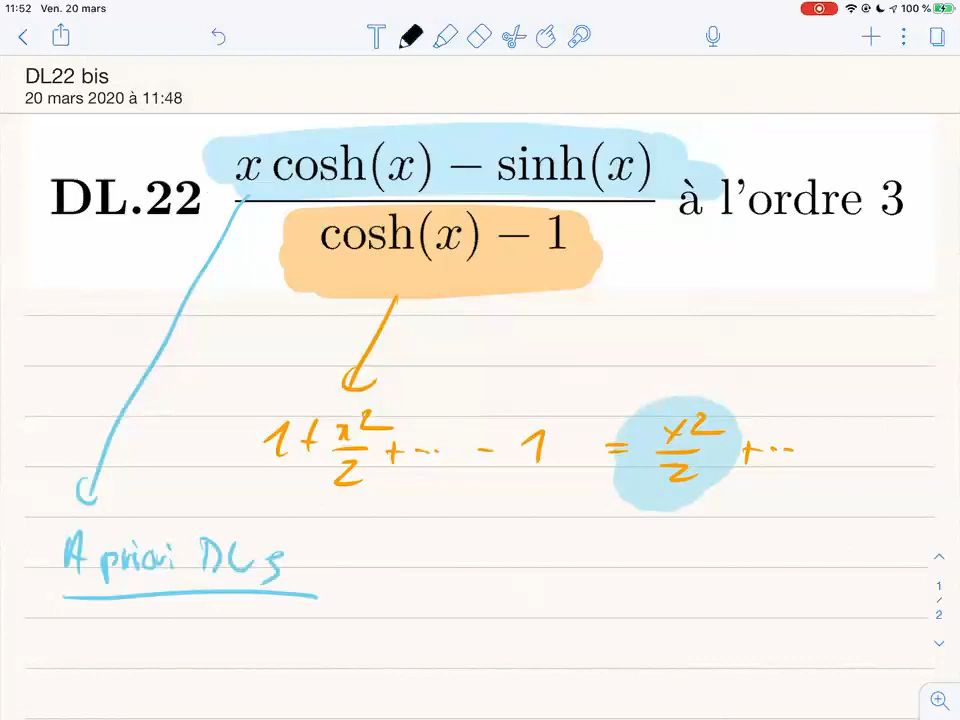 11:52 Ven. 20 mars 100 %
DL22 bis
20 mars 2020 à 11:48
x cosh(x) − sinh(x)
DL.22 à l'ordre 3
cosh(x) − 1
1 + x²/2 + ... - 1 = x²/2 + ...
A priori DL5
1
/
2